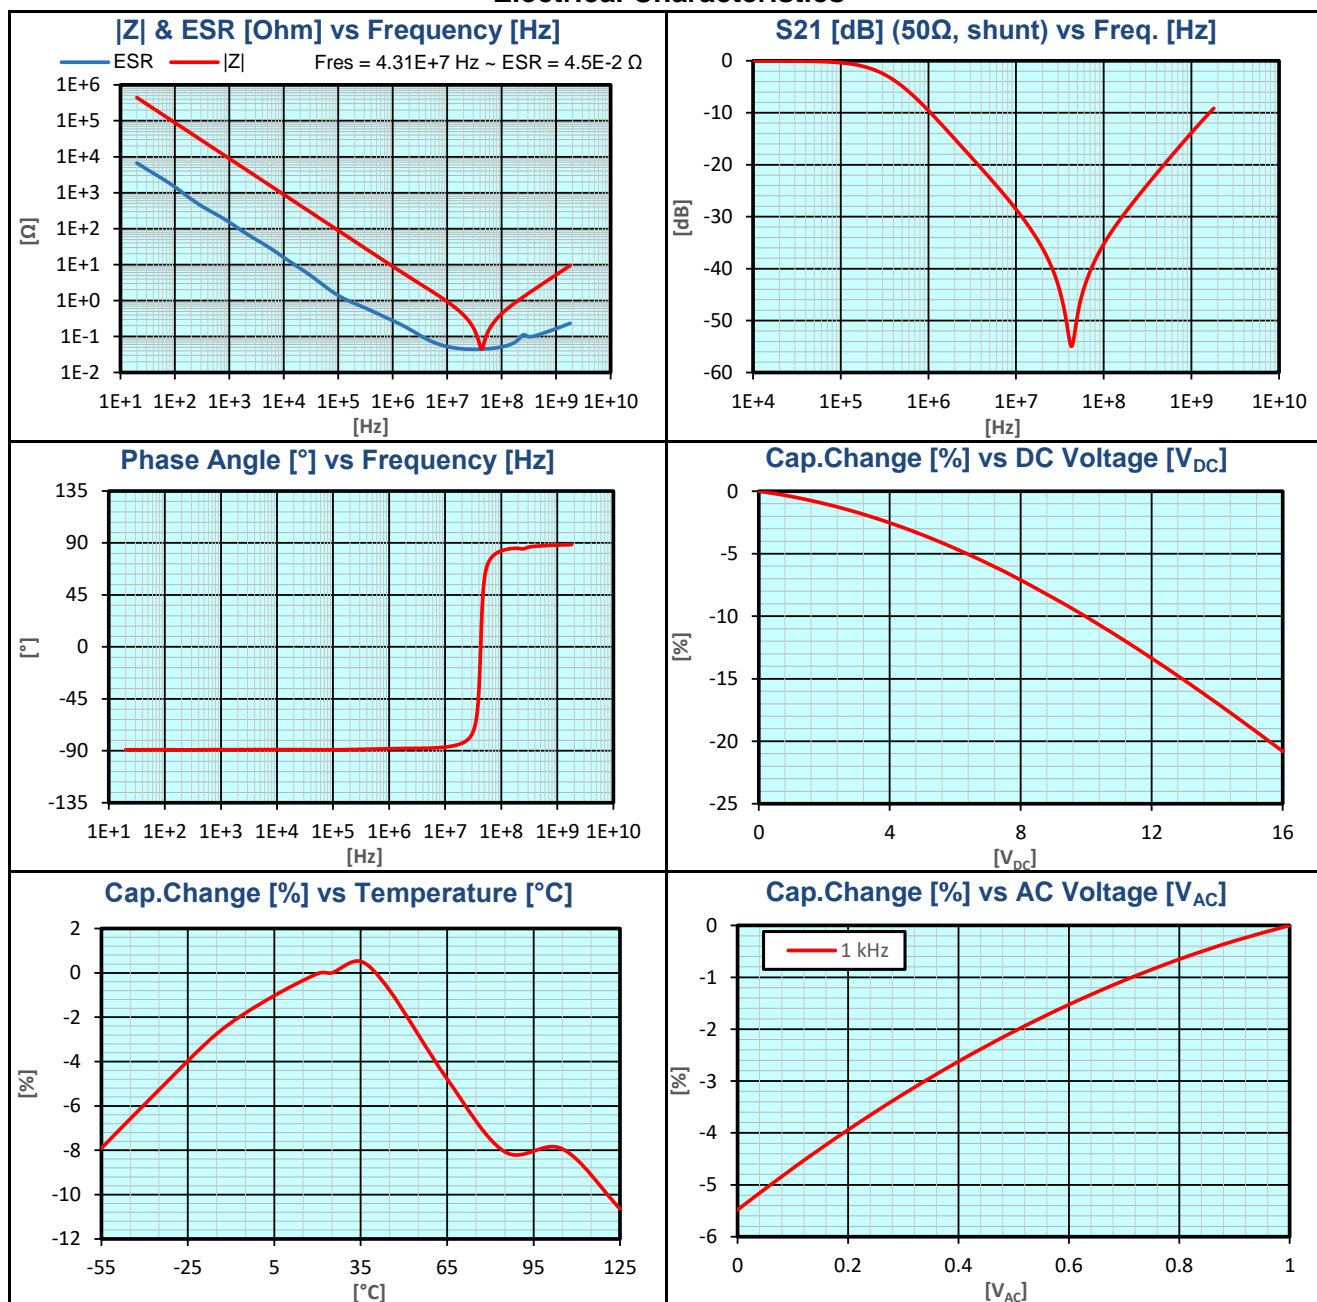 |Z| & ESR [Ohm] vs Frequency [Hz]
ESR |Z| Fres = 4.31E+7 Hz ~ ESR = 4.5E-2 Ω
1E+6
1E+5
1E+4
1E+3
1E+2
1E+1
1E+0
1E-1
1E-2
[Ω]
1E+1 1E+2 1E+3 1E+4 1E+5 1E+6 1E+7 1E+8 1E+9 1E+10
[Hz]
S21 [dB] (50Ω, shunt) vs Freq. [Hz]
0
-10
-20
-30
-40
-50
-60
[dB]
1E+4 1E+5 1E+6 1E+7 1E+8 1E+9 1E+10
[Hz]
Phase Angle [°] vs Frequency [Hz]
135
90
45
0
-45
-90
-135
[°]
1E+1 1E+2 1E+3 1E+4 1E+5 1E+6 1E+7 1E+8 1E+9 1E+10
[Hz]
Cap.Change [%] vs DC Voltage [VDC]
0
-5
-10
-15
-20
-25
[%]
0 4 8 12 16
[VDC]
Cap.Change [%] vs Temperature [°C]
2
0
-2
-4
-6
-8
-10
-12
[%]
-55 -25 5 35 65 95 125
[°C]
Cap.Change [%] vs AC Voltage [VAC]
1 kHz
0
-1
-2
-3
-4
-5
-6
[%]
0 0.2 0.4 0.6 0.8 1
[VAC]